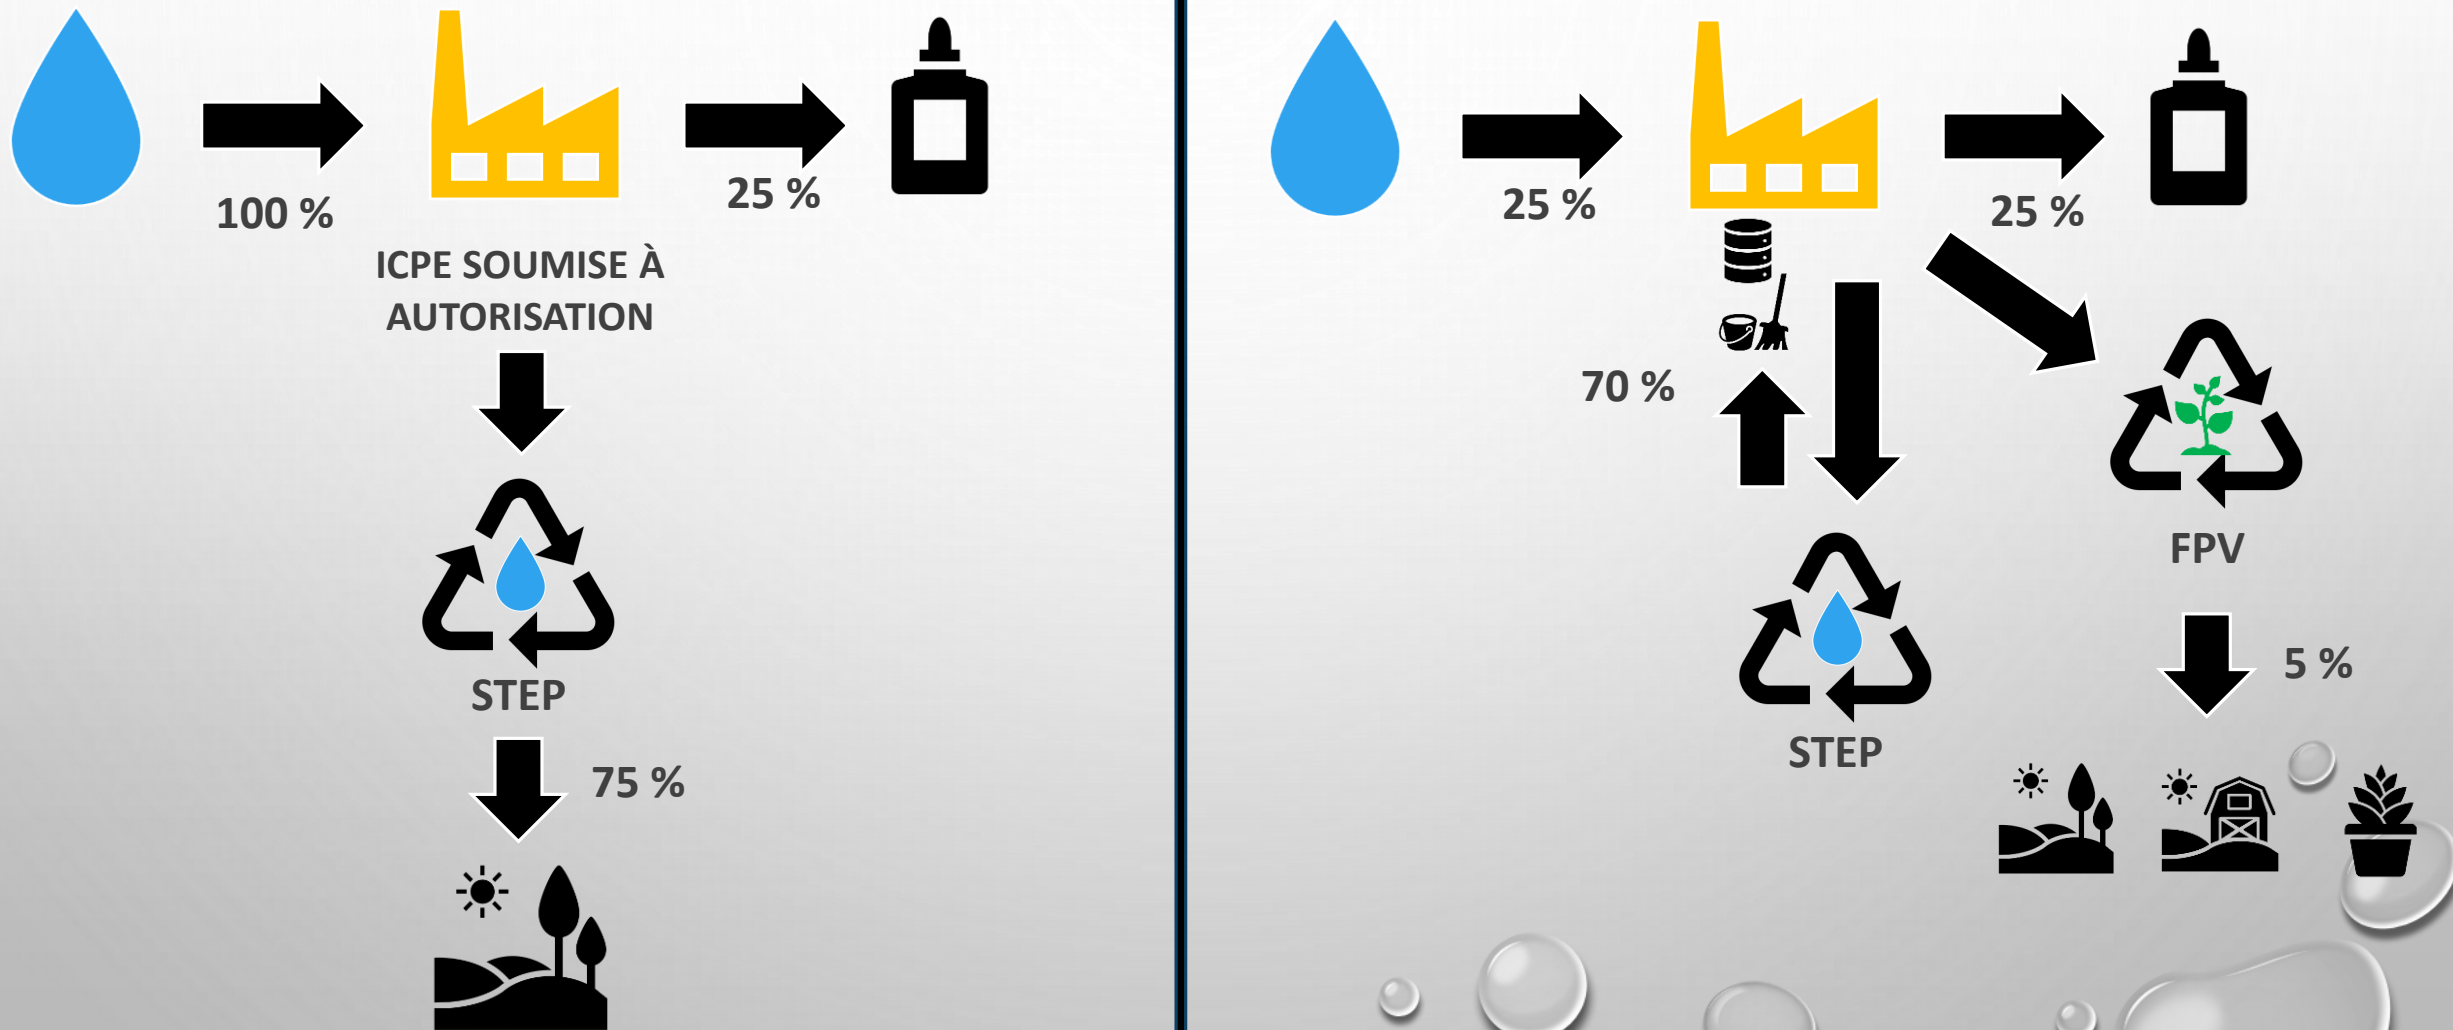 100 %
25 %
ICPE SOUMISE À
AUTORISATION
STEP
75 %
25 %
25 %
70 %
STEP
FPV
5 %